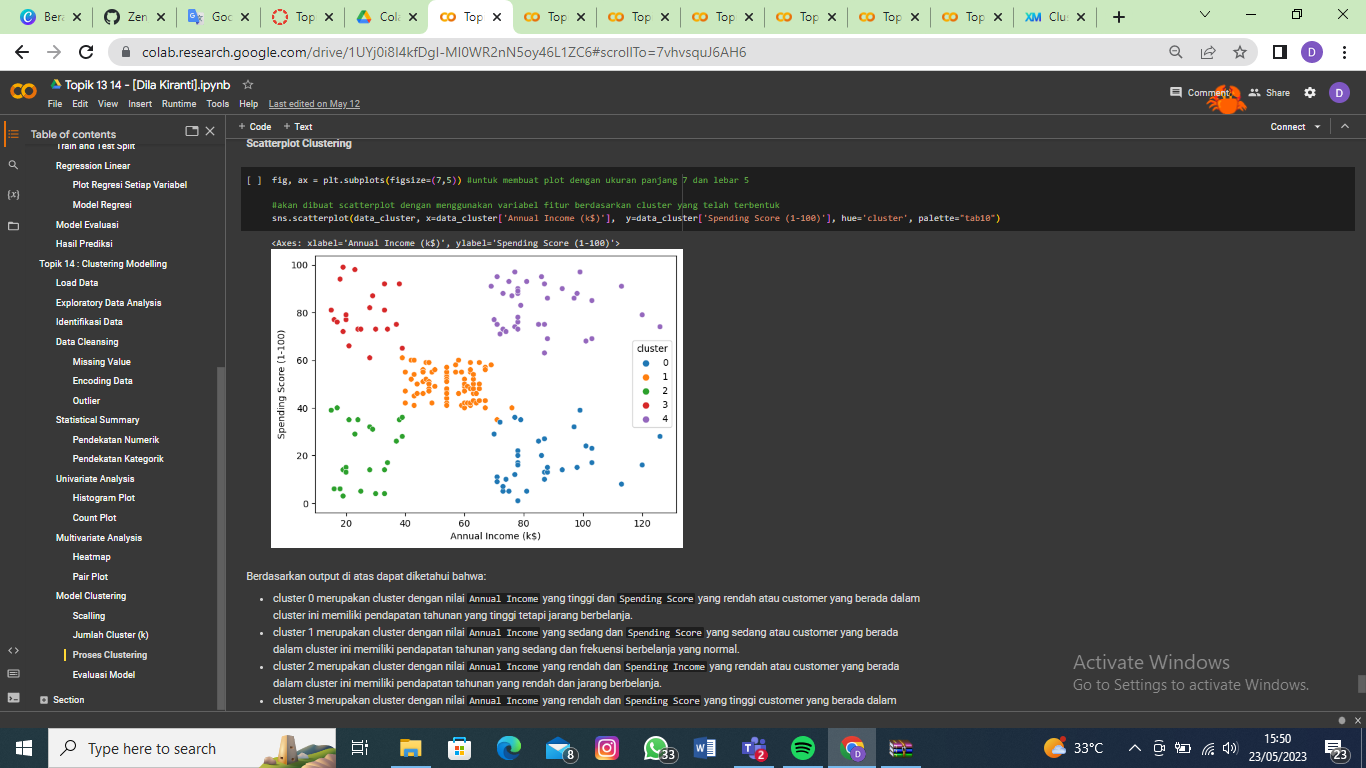 Bera
Zen
Goo
Top
Cola
Top
Top
Top
Top
Top
Top
Top
XM Clus
colab.research.google.com/drive/1UYj0i8I4kfDgI-MI0WR2nN5oy46L1ZC6#scrollTo=7vhvsquJ6AH6
D
Topik 13 14 - [Dila Kiranti].ipynb
File Edit View Insert Runtime Tools Help Last edited on May 12
Comment Share D
Table of contents
+ Code + Text
Connect
Train and Test Split
Regression Linear
Plot Regresi Setiap Variabel
Model Regresi
Model Evaluasi
Hasil Prediksi
Topik 14 : Clustering Modelling
Load Data
Exploratory Data Analysis
Identifikasi Data
Data Cleansing
Missing Value
Encoding Data
Outlier
Statistical Summary
Pendekatan Numerik
Pendekatan Kategorik
Univariate Analysis
Histogram Plot
Count Plot
Multivariate Analysis
Heatmap
Pair Plot
Model Clustering
Scalling
Jumlah Cluster (k)
Proses Clustering
Evaluasi Model
Section
Scatterplot Clustering
[ ] fig, ax = plt.subplots(figsize=(7,5)) #untuk membuat plot dengan ukuran panjang 7 dan lebar 5
#akan dibuat scatterplot dengan menggunakan variabel fitur berdasarkan cluster yang telah terbentuk
sns.scatterplot(data_cluster, x=data_cluster['Annual Income (k$)'], y=data_cluster['Spending Score (1-100)'], hue='cluster', palette="tab10")
<Axes: xlabel='Annual Income (k$)', ylabel='Spending Score (1-100)'>
100
80
60
40
20
0
Spending Score (1-100)
20 40 60 80 100 120
Annual Income (k$)
cluster
0
1
2
3
4
Berdasarkan output di atas dapat diketahui bahwa:
• cluster 0 merupakan cluster dengan nilai Annual Income yang tinggi dan Spending Score yang rendah atau customer yang berada dalam
cluster ini memiliki pendapatan tahunan yang tinggi tetapi jarang berbelanja.
• cluster 1 merupakan cluster dengan nilai Annual Income yang sedang dan Spending Score yang sedang atau customer yang berada
dalam cluster ini memiliki pendapatan tahunan yang sedang dan frekuensi berbelanja yang normal.
• cluster 2 merupakan cluster dengan nilai Annual Income yang rendah dan Spending Income yang rendah atau customer yang berada
dalam cluster ini memiliki pendapatan tahunan yang rendah dan jarang berbelanja.
• cluster 3 merupakan cluster dengan nilai Annual Income yang rendah dan Spending Score yang tinggi customer yang berada dalam
Activate Windows
Go to Settings to activate Windows.
Type here to search
8
33
2
D
33°C
15:50
23/05/2023
23